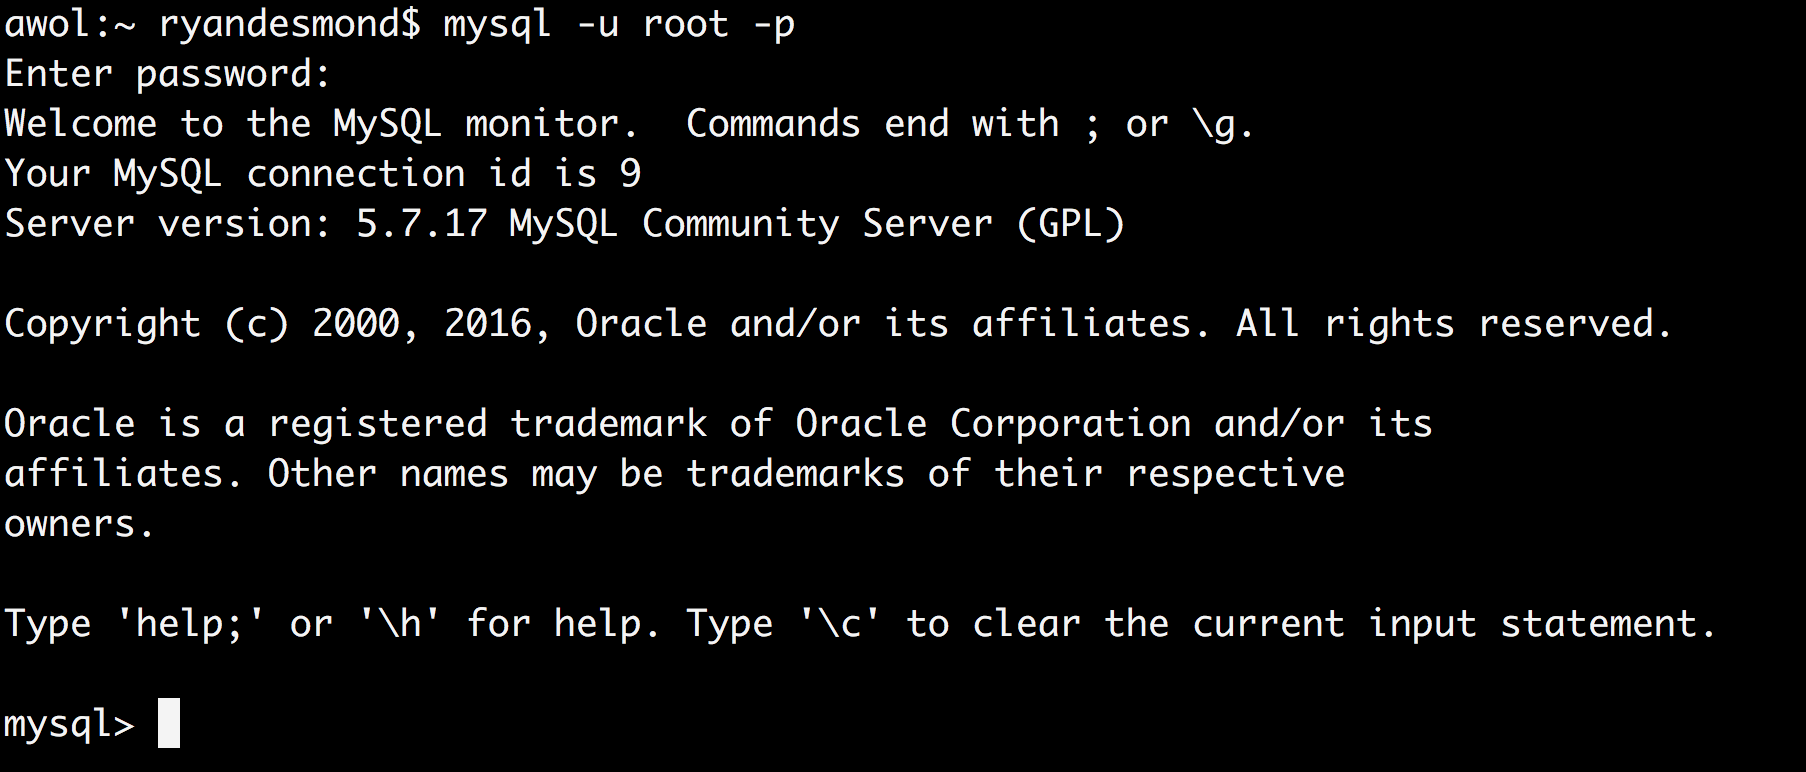 awol:~ ryandesmond$ mysql -u root -p
Enter password:
Welcome to the MySQL monitor.  Commands end with ; or \g.
Your MySQL connection id is 9
Server version: 5.7.17 MySQL Community Server (GPL)
Copyright (c) 2000, 2016, Oracle and/or its affiliates. All rights reserved.
Oracle is a registered trademark of Oracle Corporation and/or its
affiliates. Other names may be trademarks of their respective
owners.
Type 'help;' or '\h' for help. Type '\c' to clear the current input statement.
mysql>